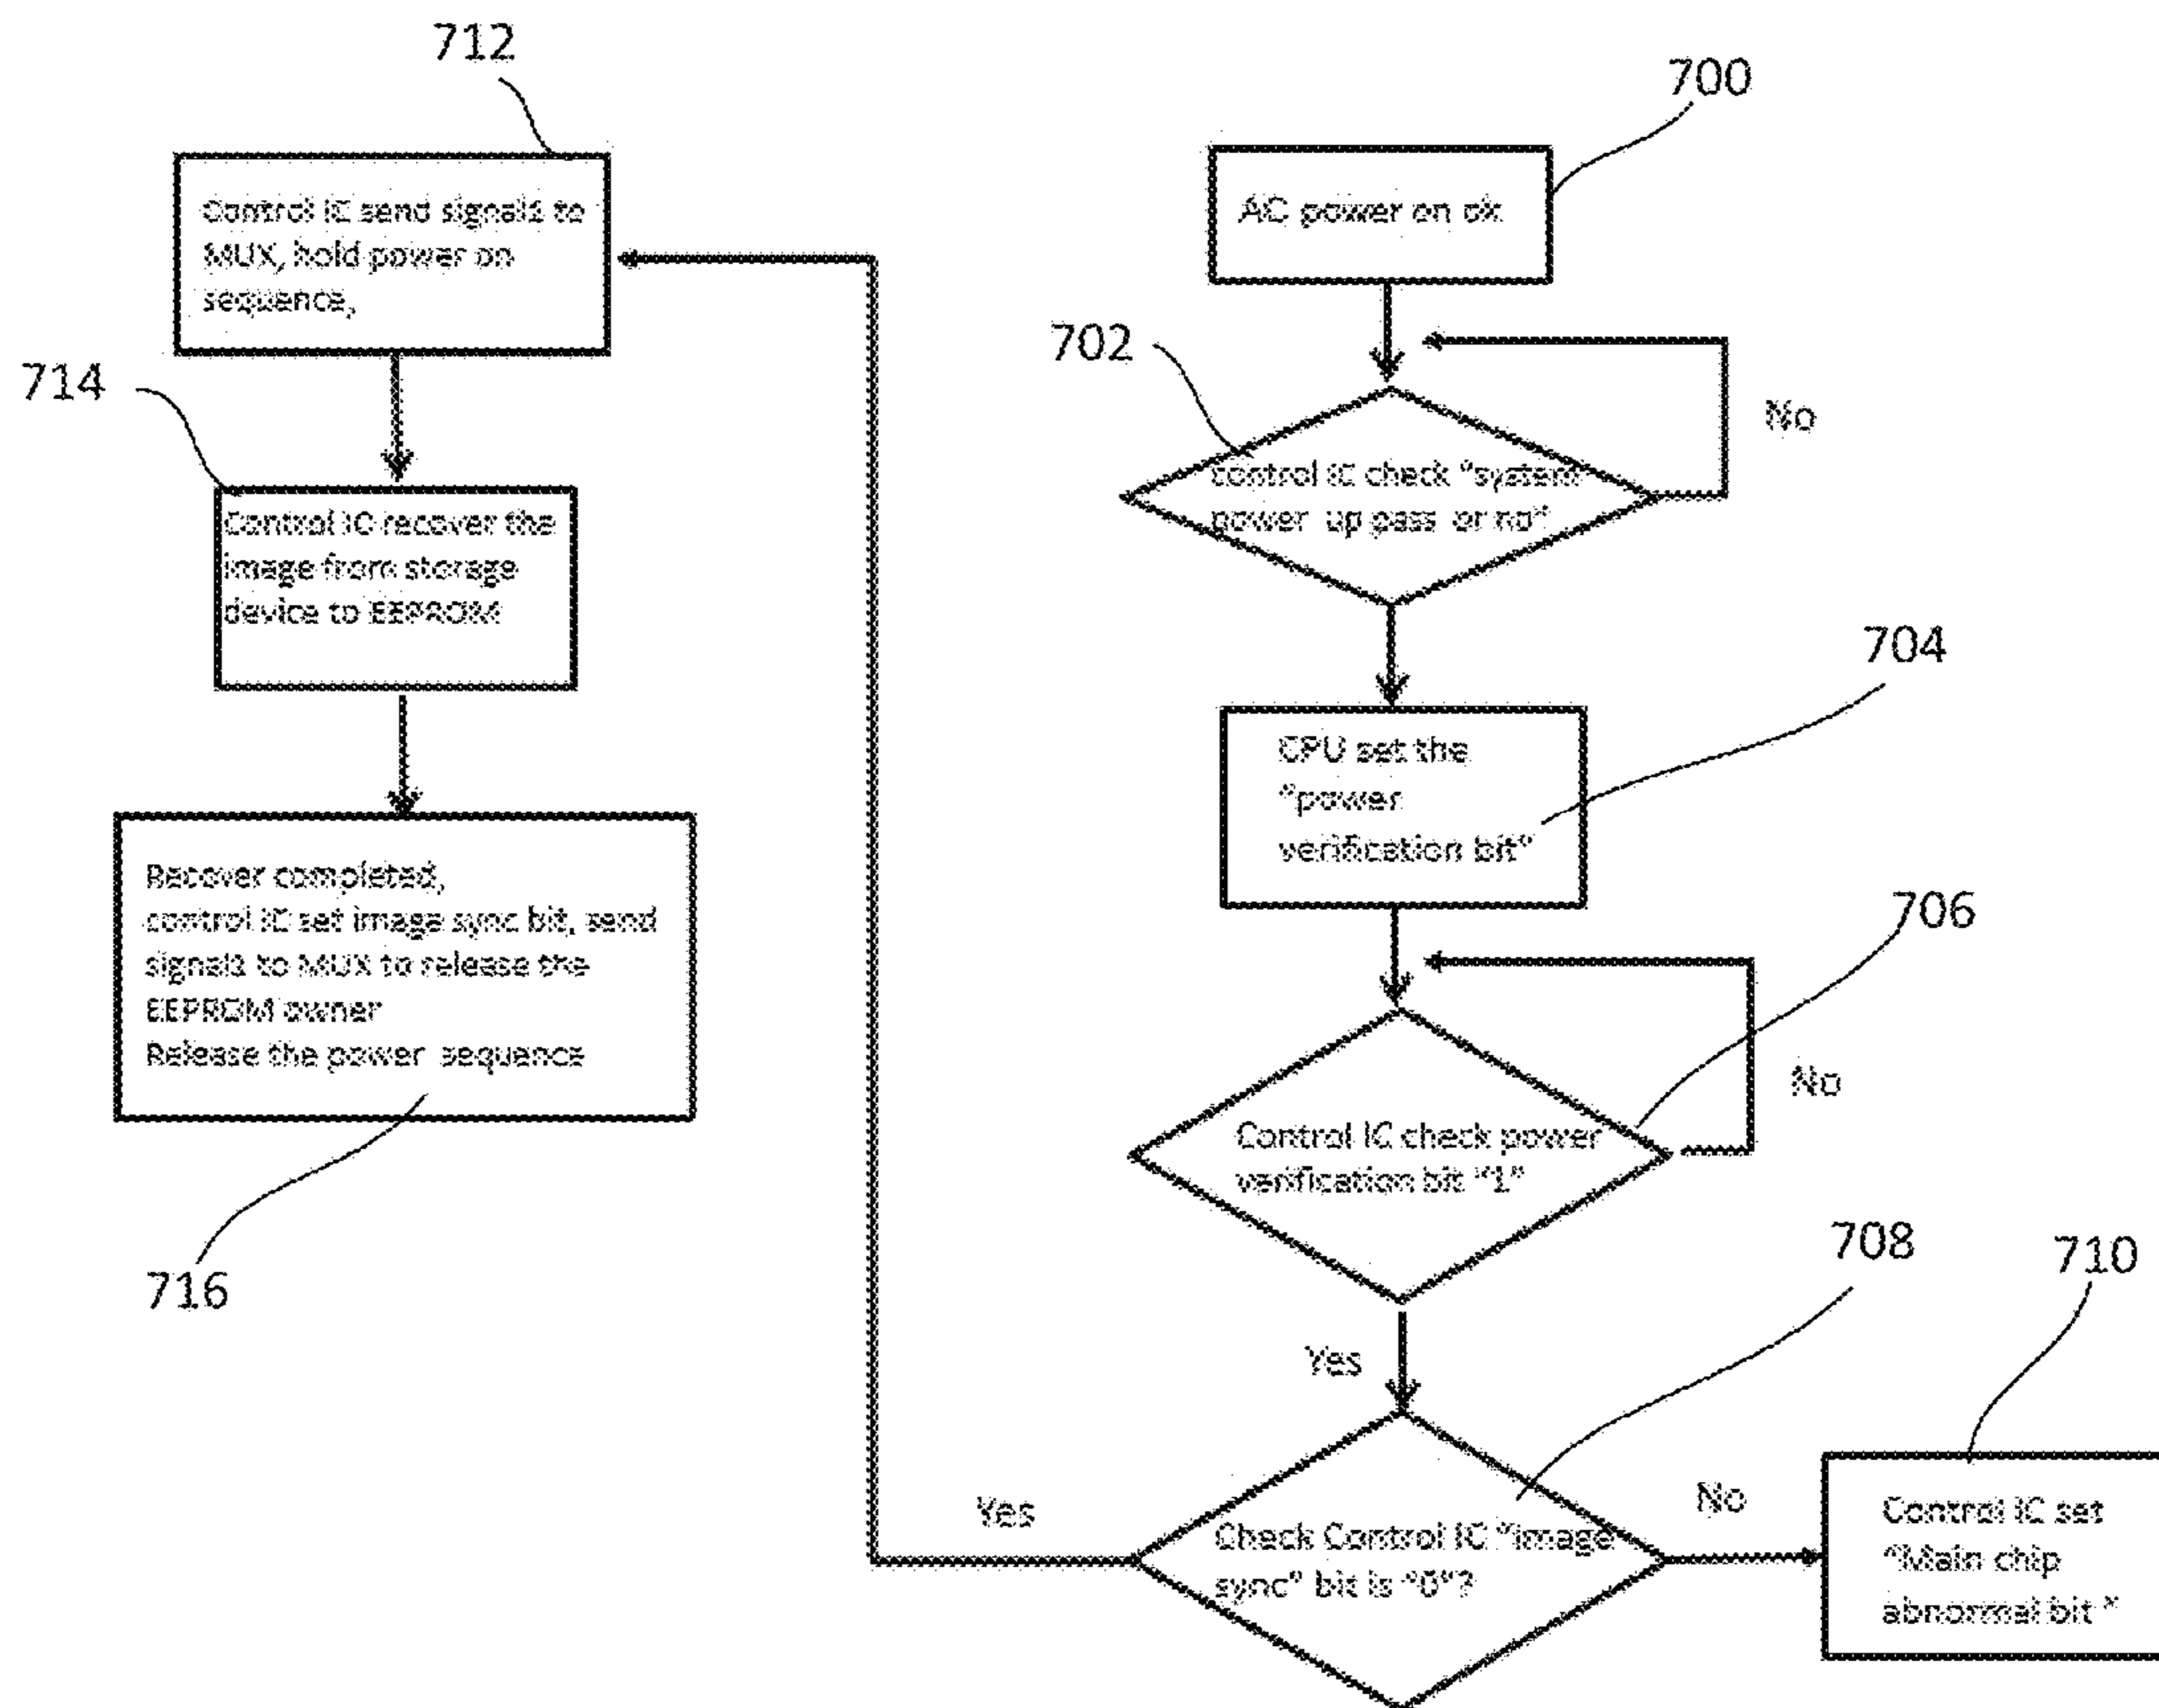 712
700
Control IC send signal1 to
MUX, hold power on
sequence,
AC power on ok
702
714
No
Control IC check "system
power up pass or no"
Control IC recover the
image from storage
device to EEPROM
704
CPU set the
"power
verification bit"
706
Recover completed,
control IC set image sync bit, send
signal1 to MUX to release the
EEPROM owner
Release the power sequence
No
Control IC check power
verification bit "1"
716
708
710
Yes
Yes
No
Check Control IC "image
sync" bit is "0"?
Control IC set
"Main chip
abnormal bit"